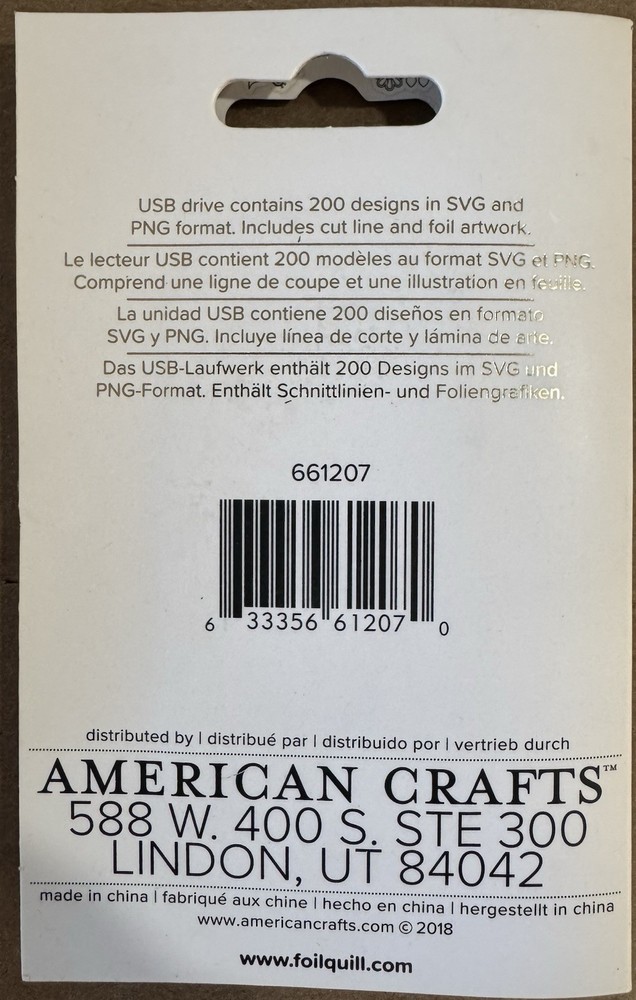 USB drive contains 200 designs in SVG and
PNG format. Includes cut line and foil artwork.
Le lecteur USB contient 200 modèles au format SVG et PNG.
Comprend une ligne de coupe et une illustration en feuille.
La unidad USB contiene 200 diseños en formato
SVG y PNG. Incluye línea de corte y lámina de arte.
Das USB-Laufwerk enthält 200 Designs im SVG und
PNG-Format. Enthält Schnittlinien- und Foliengrafiken.
661207
6 33356 61207 0
distributed by | distribué par | distribuido por | vertrieb durch
AMERICAN CRAFTS™
588 W. 400 S. STE 300
LINDON, UT 84042
made in china | fabriqué aux chine | hecho en china | hergestellt in china
www.americancrafts.com © 2018
www.foilquill.com